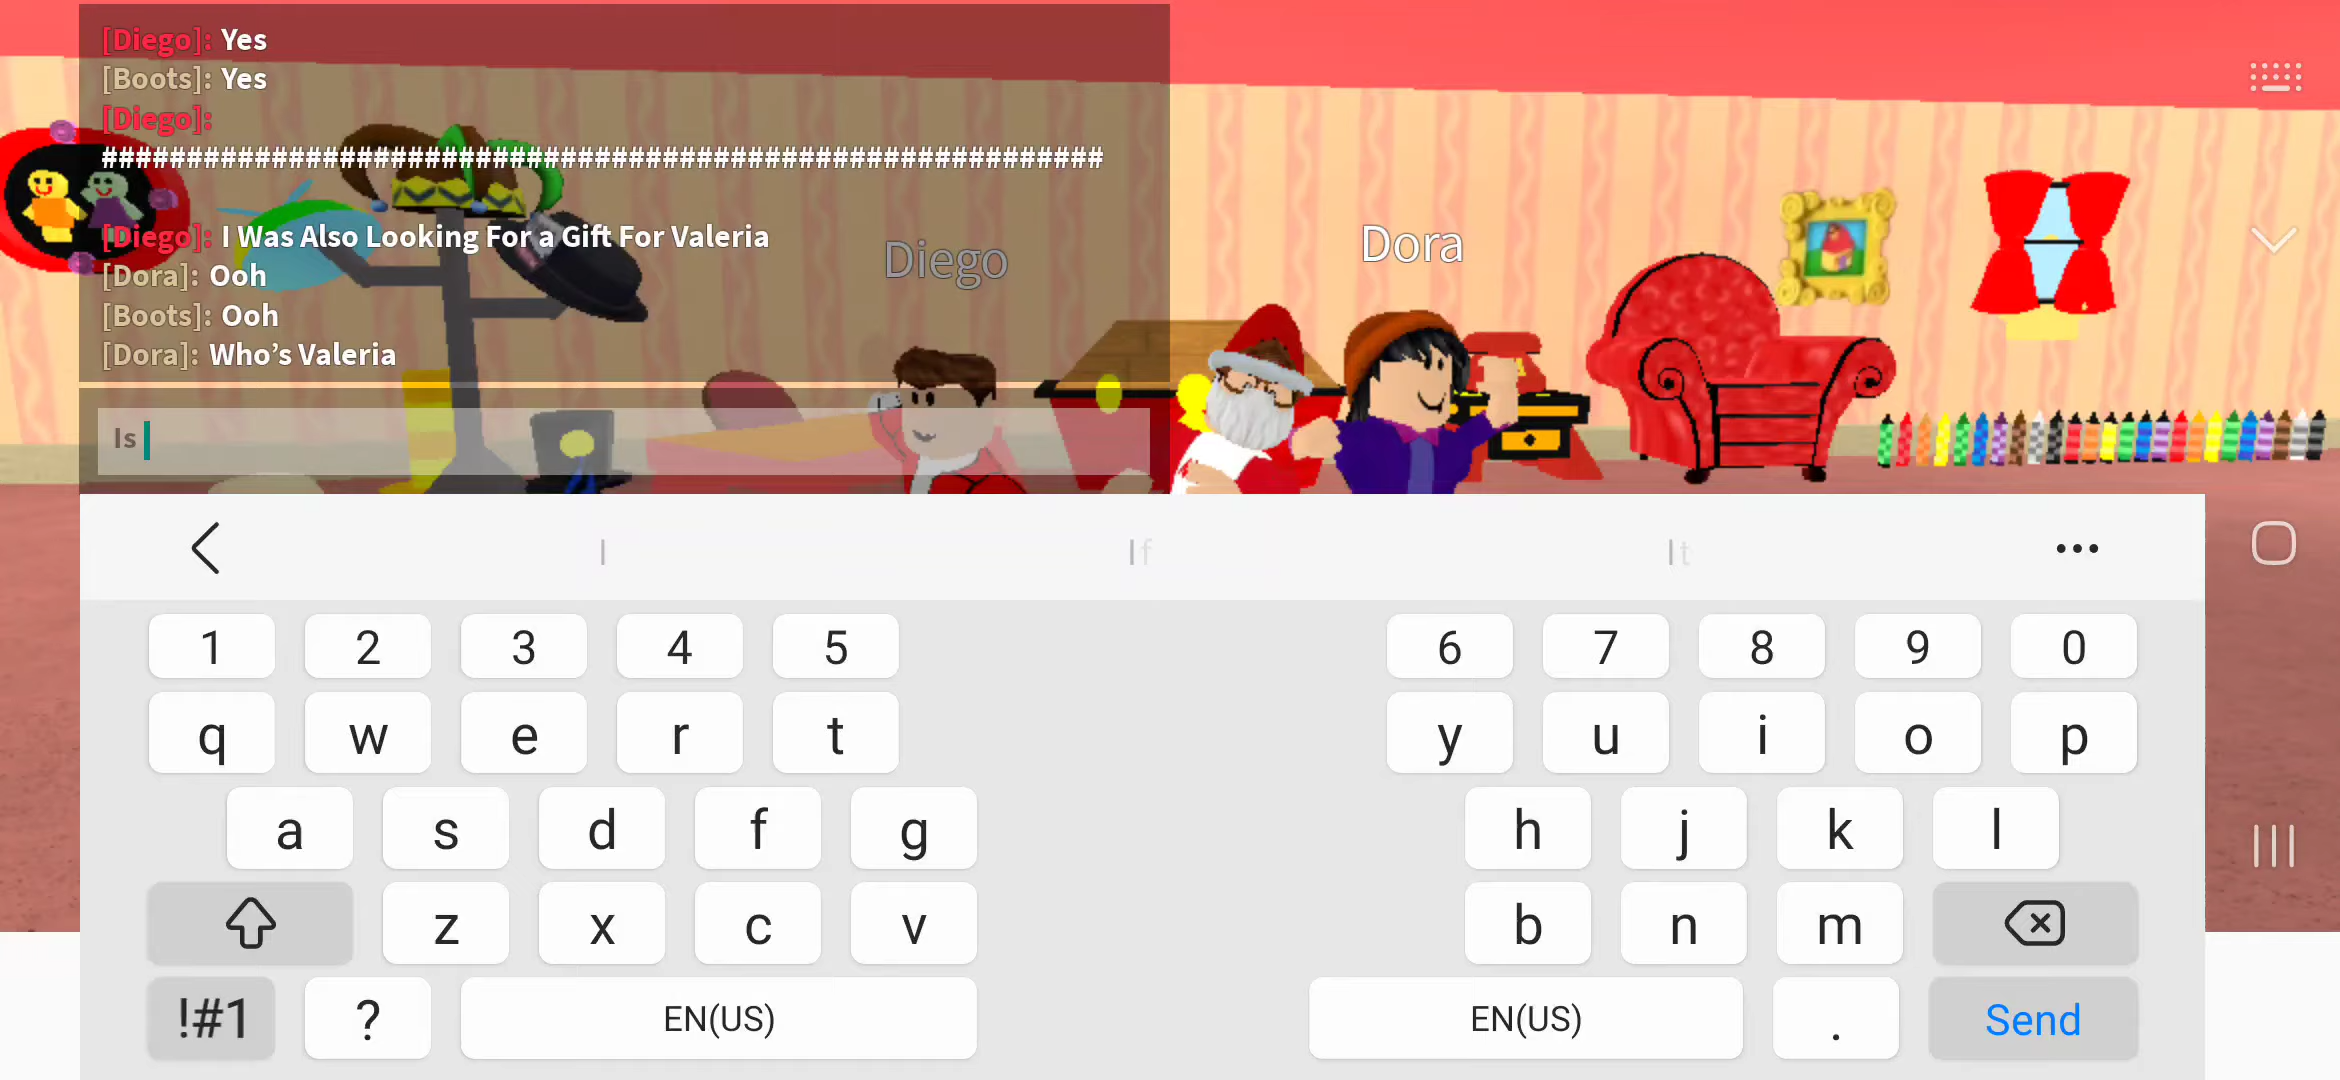 [Diego]: Yes
[Boots]: Yes
[Diego]:
###########################################################
[Diego]: I Was Also Looking For a Gift For Valeria
[Dora]: Ooh
[Boots]: Ooh
[Dora]: Who's Valeria
Diego
Dora
Is
I
If
It
1 2 3 4 5 6 7 8 9 0
q w e r t y u i o p
a s d f g h j k l
z x c v b n m
!#1 ? EN(US) EN(US) . Send